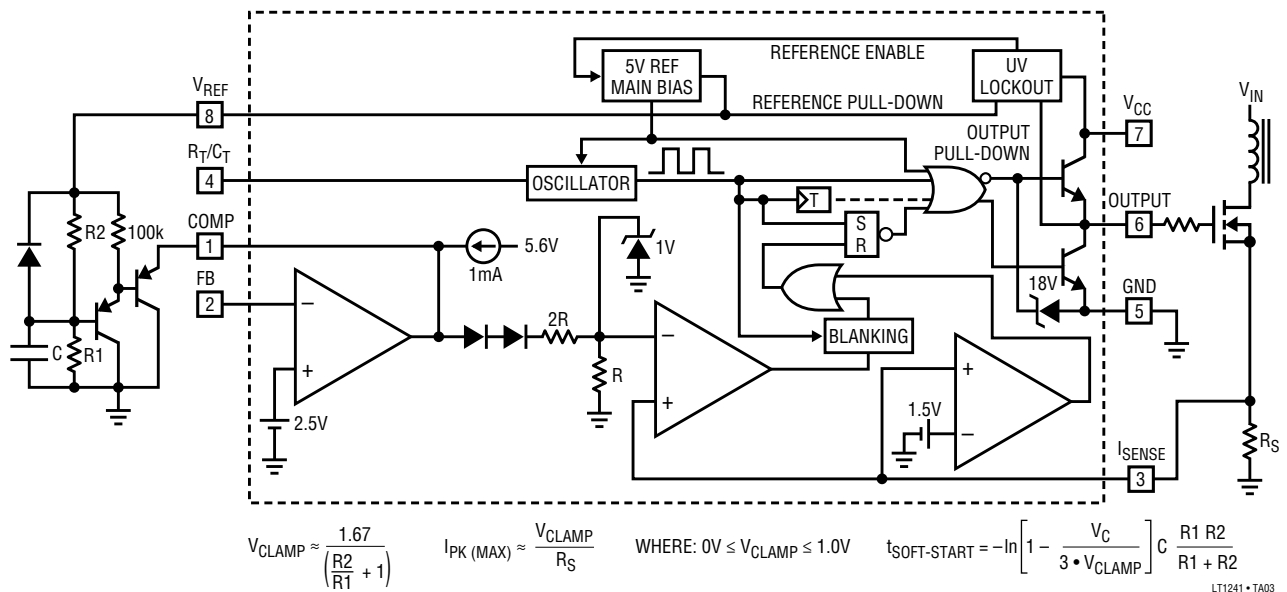 REFERENCE ENABLE
UV
LOCKOUT
5V REF
MAIN BIAS
REFERENCE PULL-DOWN
V_REF
8
V_CC
7
V_IN
OUTPUT
PULL-DOWN
R_T/C_T
4
OSCILLATOR
T
S
R
OUTPUT
6
R2
100k
COMP
1
5.6V
1mA
1V
18V
GND
5
FB
2
−
+
2R
R
−
+
BLANKING
+
−
1.5V
C
R1
2.5V
I_SENSE
3
R_S
V_CLAMP ≈ 1.67 / (R2/R1 + 1)
I_PK (MAX) ≈ V_CLAMP / R_S
WHERE: 0V ≤ V_CLAMP ≤ 1.0V
t_SOFT-START = −ln[1 − V_C / 3 • V_CLAMP] C R1 R2 / R1 + R2
LT1241 • TA03